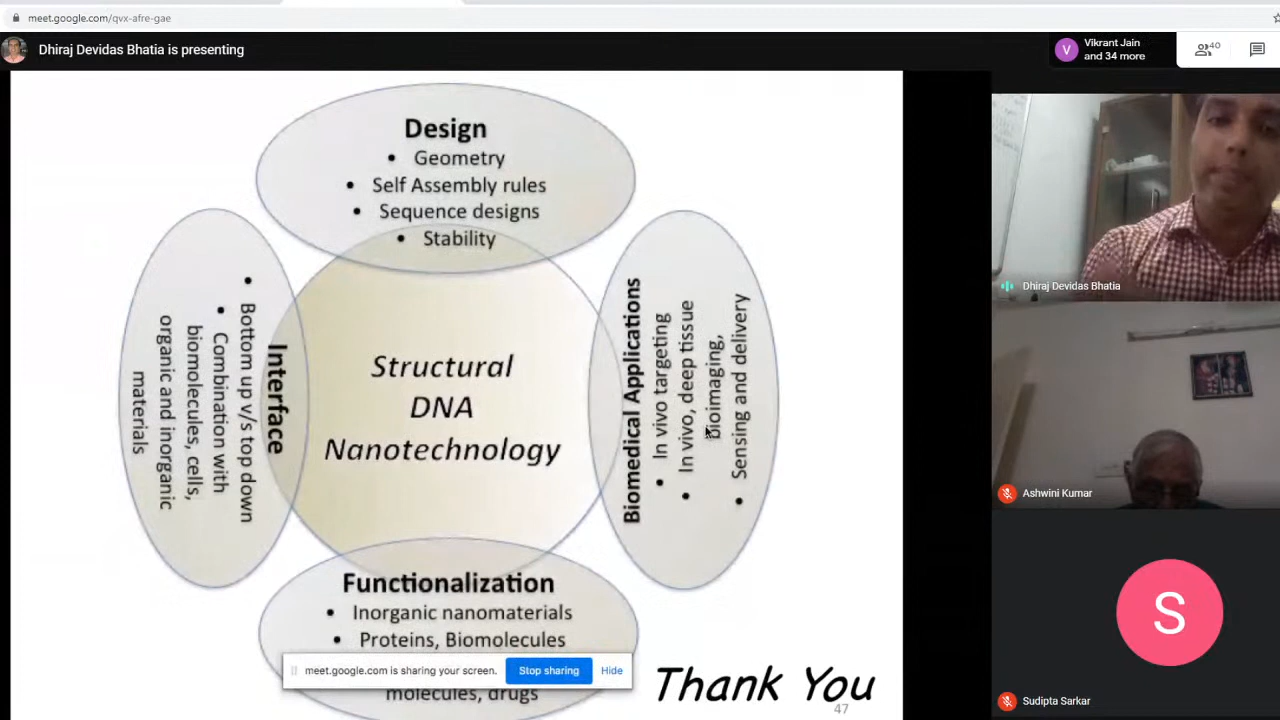 meet.google.com/qvx-afre-gae
Dhiraj Devidas Bhatia is presenting
Vikrant Jain
and 34 more
40
Design
• Geometry
• Self Assembly rules
• Sequence designs
• Stability
Interface
• Bottom up v/s top down
• Combination with
biomolecules, cells,
organic and inorganic
materials
Structural
DNA
Nanotechnology
Biomedical Applications
• In vivo targeting
• In vivo, deep tissue
bioimaging,
• Sensing and delivery
Functionalization
• Inorganic nanomaterials
• Proteins, Biomolecules
molecules, drugs
meet.google.com is sharing your screen.
Stop sharing
Hide
Thank You
47
V
Dhiraj Devidas Bhatia
Ashwini Kumar
S
Sudipta Sarkar